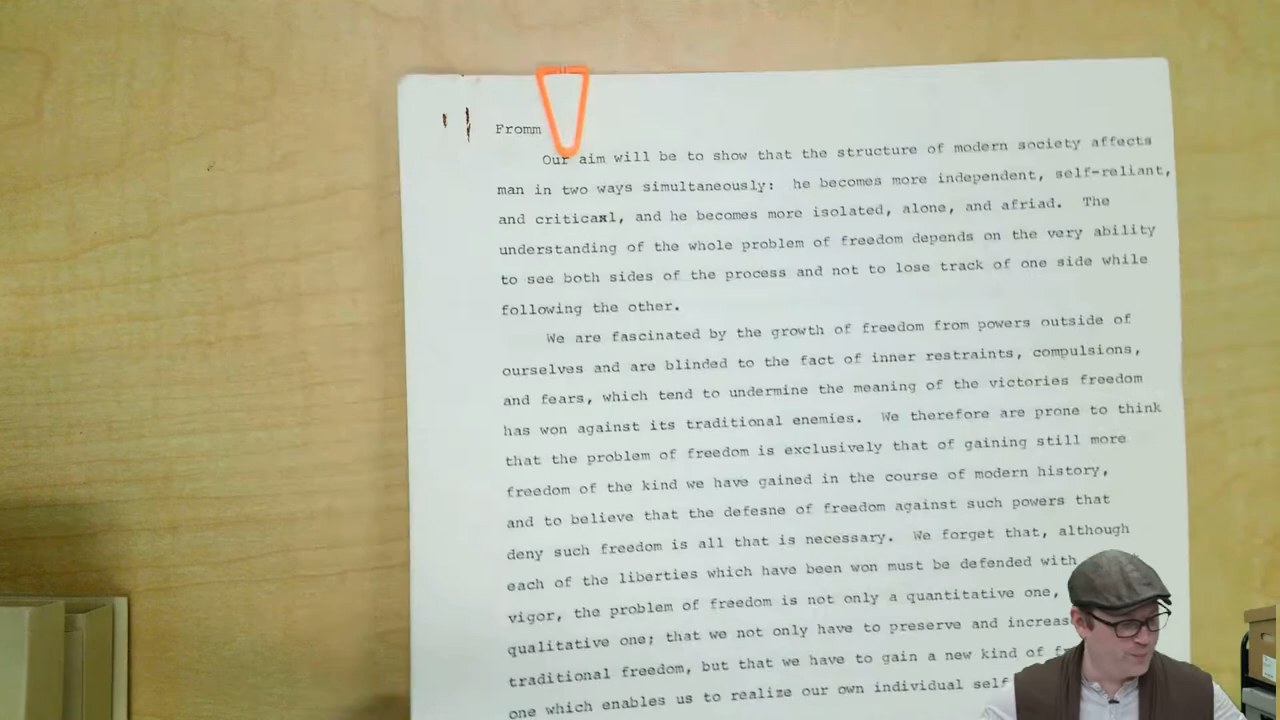 Fromm
Our aim will be to show that the structure of modern society affects
man in two ways simultaneously:  he becomes more independent, self-reliant,
and criticaxl, and he becomes more isolated, alone, and afriad.  The
understanding of the whole problem of freedom depends on the very ability
to see both sides of the process and not to lose track of one side while
following the other.
We are fascinated by the growth of freedom from powers outside of
ourselves and are blinded to the fact of inner restraints, compulsions,
and fears, which tend to undermine the meaning of the victories freedom
has won against its traditional enemies.  We therefore are prone to think
that the problem of freedom is exclusively that of gaining still more
freedom of the kind we have gained in the course of modern history,
and to believe that the defesne of freedom against such powers that
deny such freedom is all that is necessary.  We forget that, although
each of the liberties which have been won must be defended with
vigor, the problem of freedom is not only a quantitative one,
qualitative one; that we not only have to preserve and increas
traditional freedom, but that we have to gain a new kind of
one which enables us to realize our own individual self